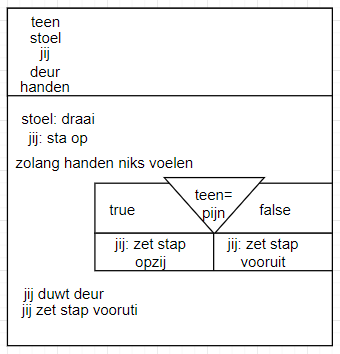 teen
stoel
jij
deur
handen
stoel: draai
jij: sta op
zolang handen niks voelen
teen=
pijn
true
false
jij: zet stap
opzij
jij: zet stap
vooruit
jij duwt deur
jij zet stap vooruti